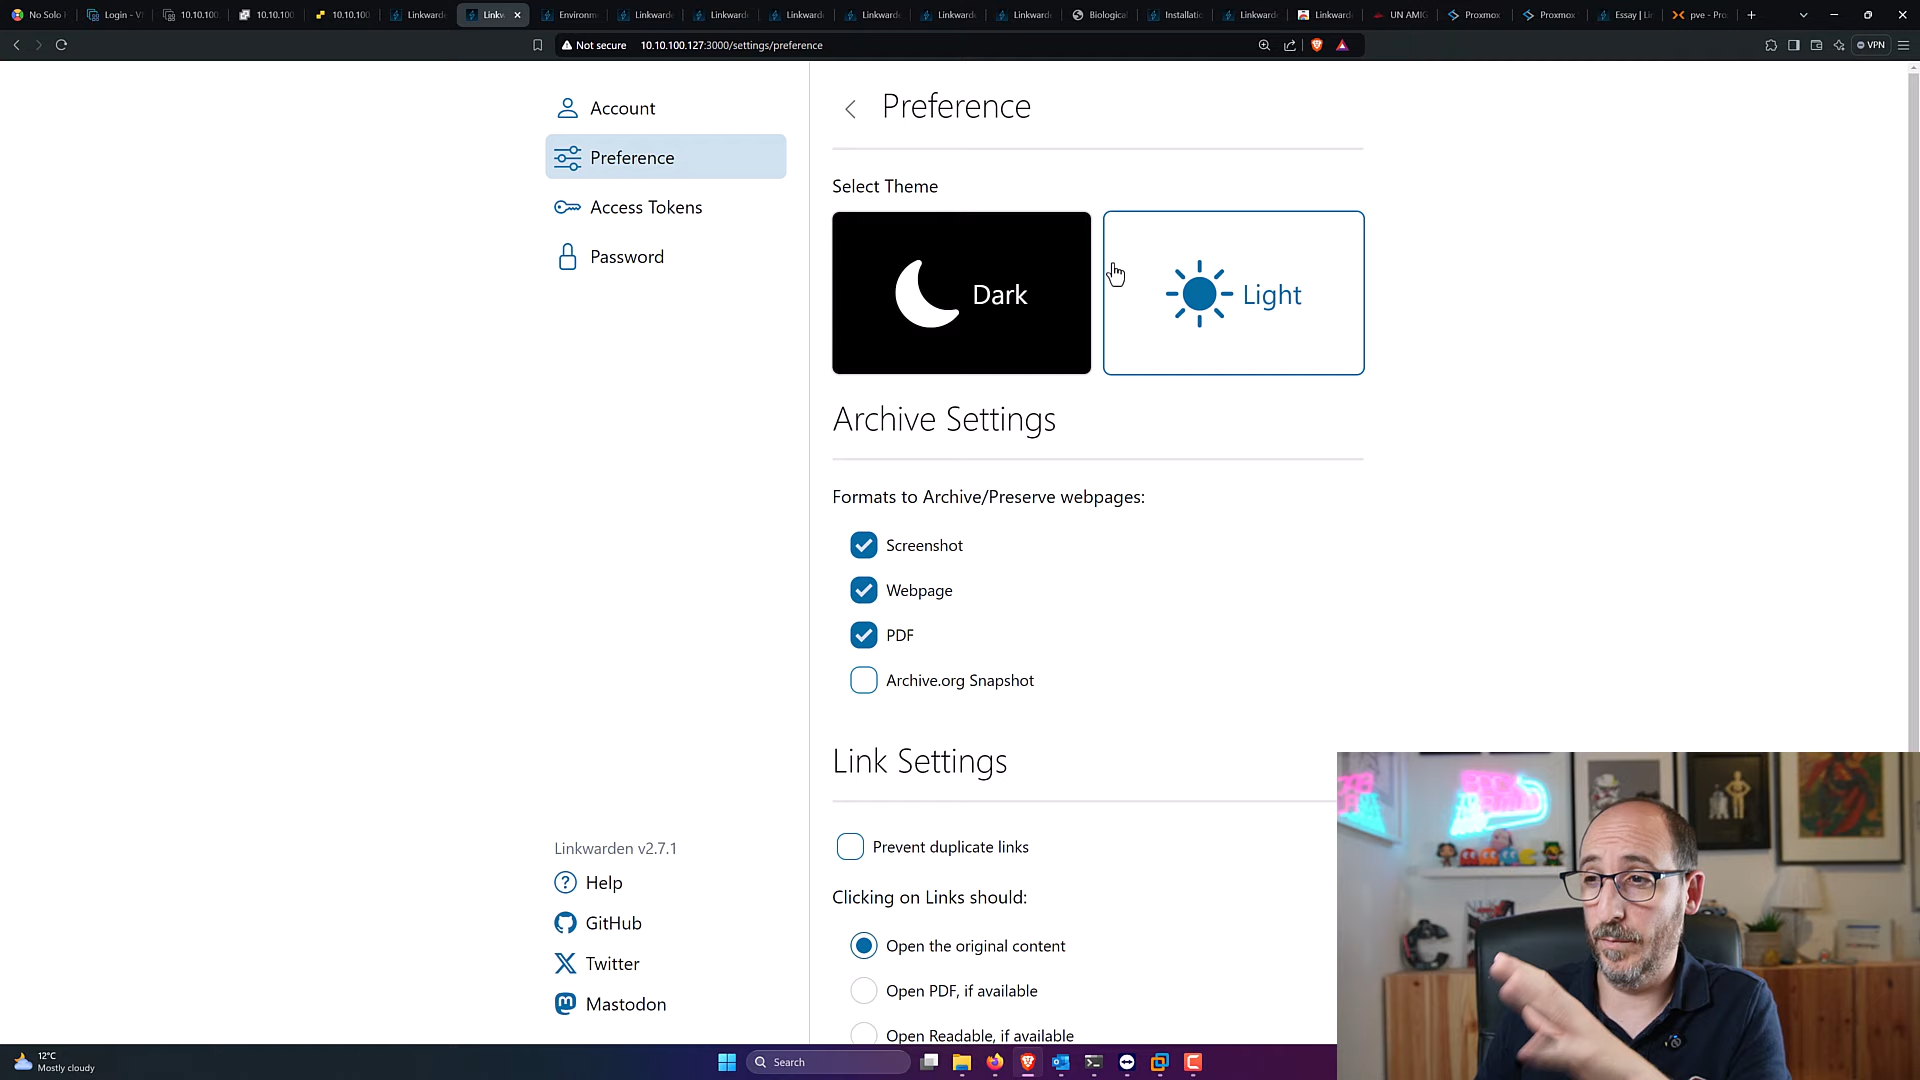 No Solo
Login - V
10.10.100
10.10.100
10.10.100
Linkwarde
Linkw
Environme
Linkwarde
Linkwarde
Linkwarde
Linkwarde
Linkwarde
Linkwarde
Biological
Installatio
Linkwarde
Linkwarde
UN AMIG
Proxmox
Proxmox
Essay | Li
pve - Pro
Not secure
10.10.100.127:3000/settings/preference
VPN
Account
Preference
Access Tokens
Password
Preference
Select Theme
Dark
Light
Archive Settings
Formats to Archive/Preserve webpages:
Screenshot
Webpage
PDF
Archive.org Snapshot
Link Settings
Prevent duplicate links
Clicking on Links should:
Open the original content
Open PDF, if available
Open Readable, if available
Linkwarden v2.7.1
Help
GitHub
Twitter
Mastodon
12°C
Mostly cloudy
Search